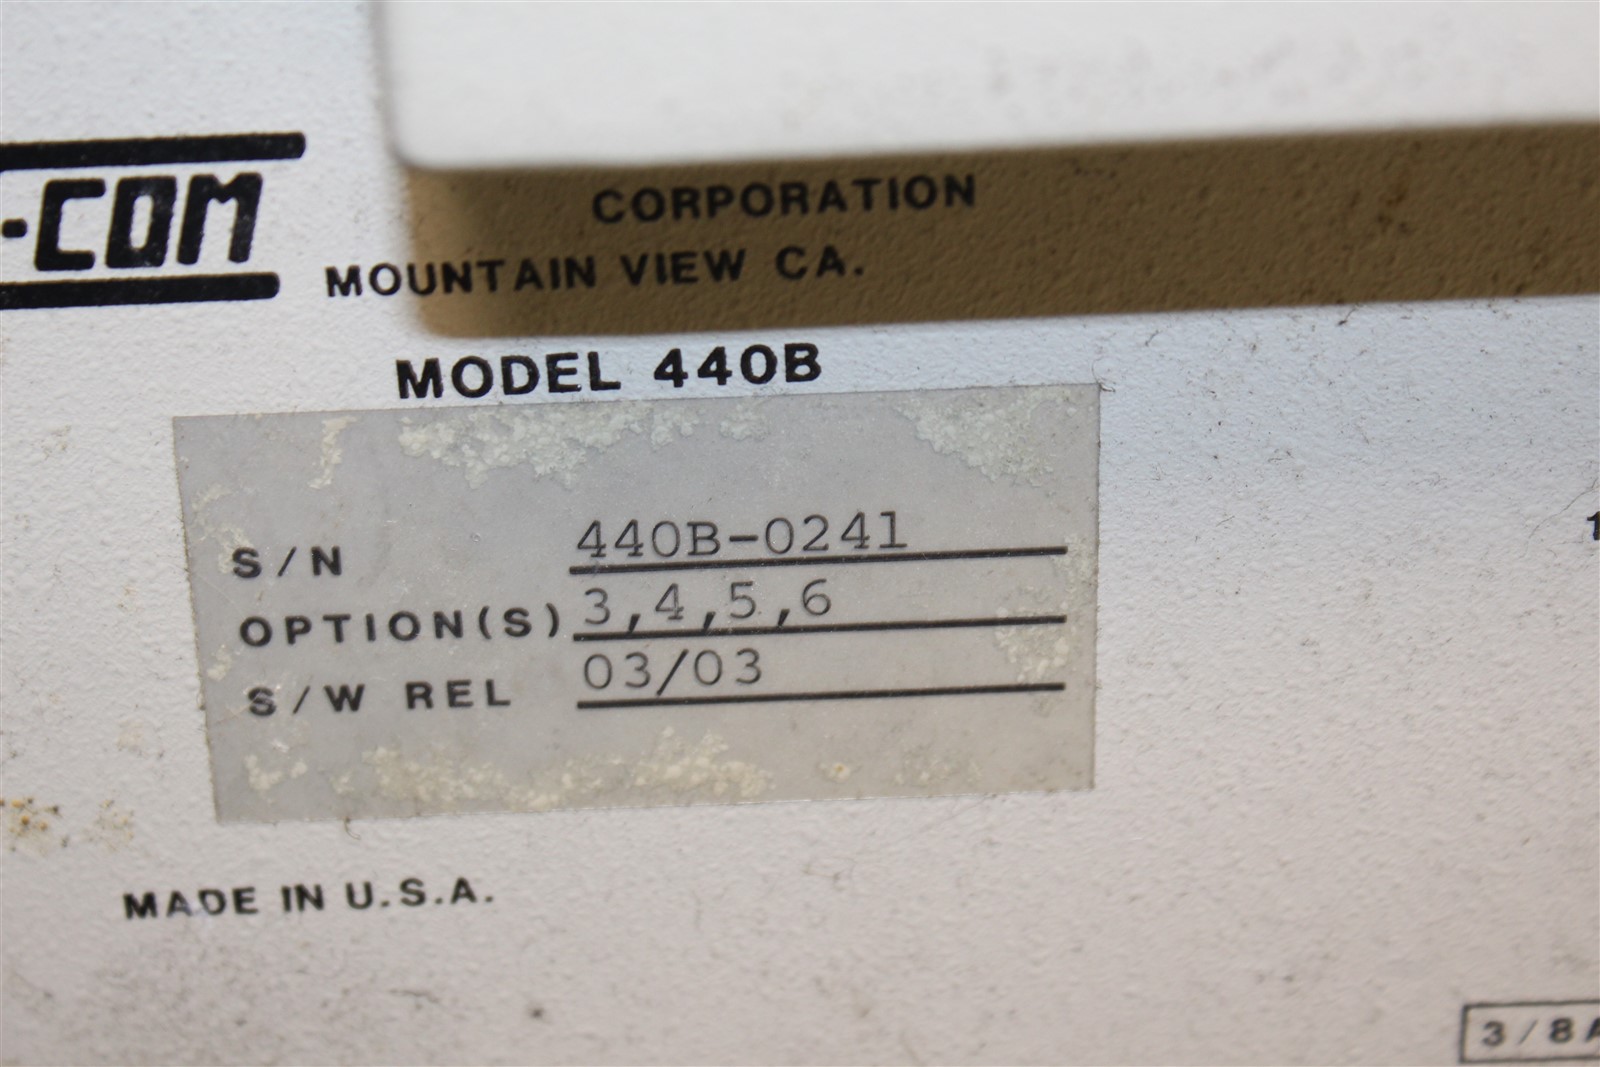 -COM
CORPORATION
MOUNTAIN VIEW CA.
MODEL 440B
S/N 440B-0241
OPTION(S) 3,4,5,6
S/W REL 03/03
MADE IN U.S.A.
3/8A